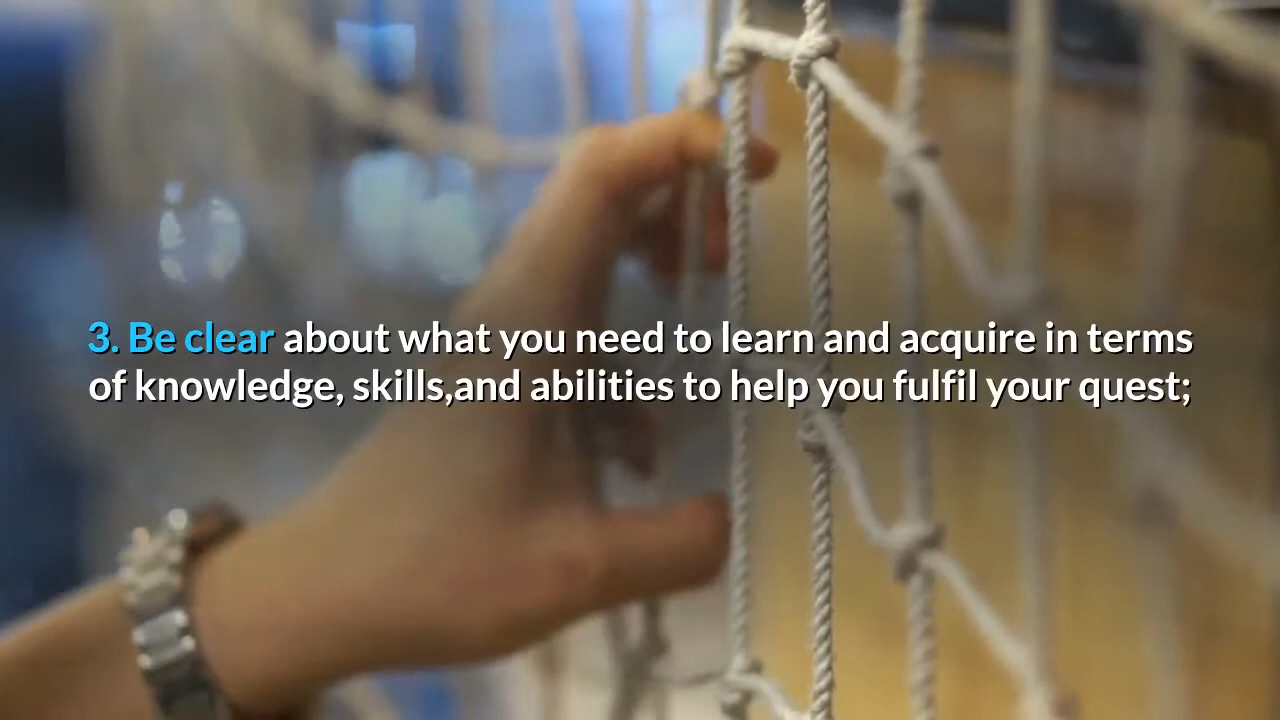 3. Be clear about what you need to learn and acquire in terms
of knowledge, skills,and abilities to help you fulfil your quest;